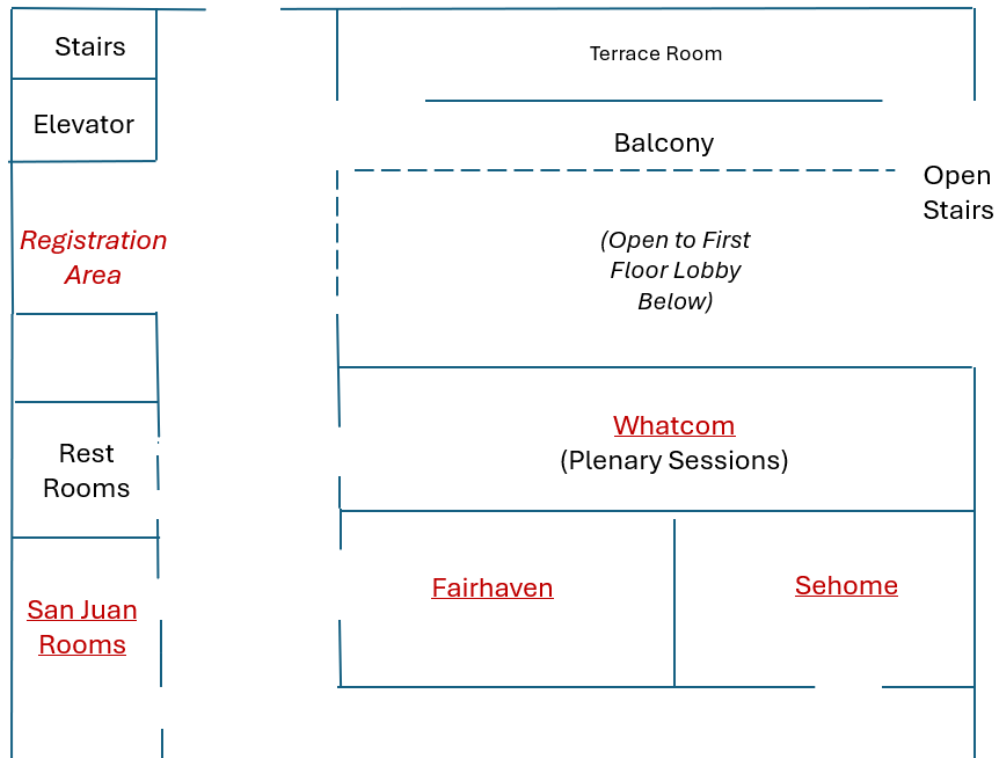 Stairs
Terrace Room
Elevator
Balcony
Open
Stairs
Registration
Area
(Open to First
Floor Lobby
Below)
Whatcom
(Plenary Sessions)
Rest
Rooms
Fairhaven
Sehome
San Juan
Rooms